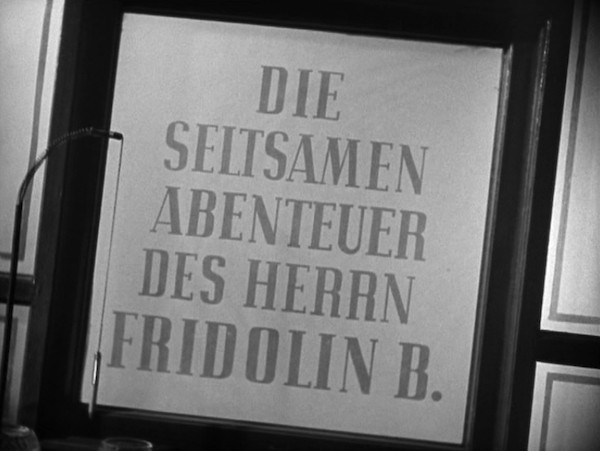 DIE
SELTSAMEN
ABENTEUER
DES HERRN
FRIDOLIN B.